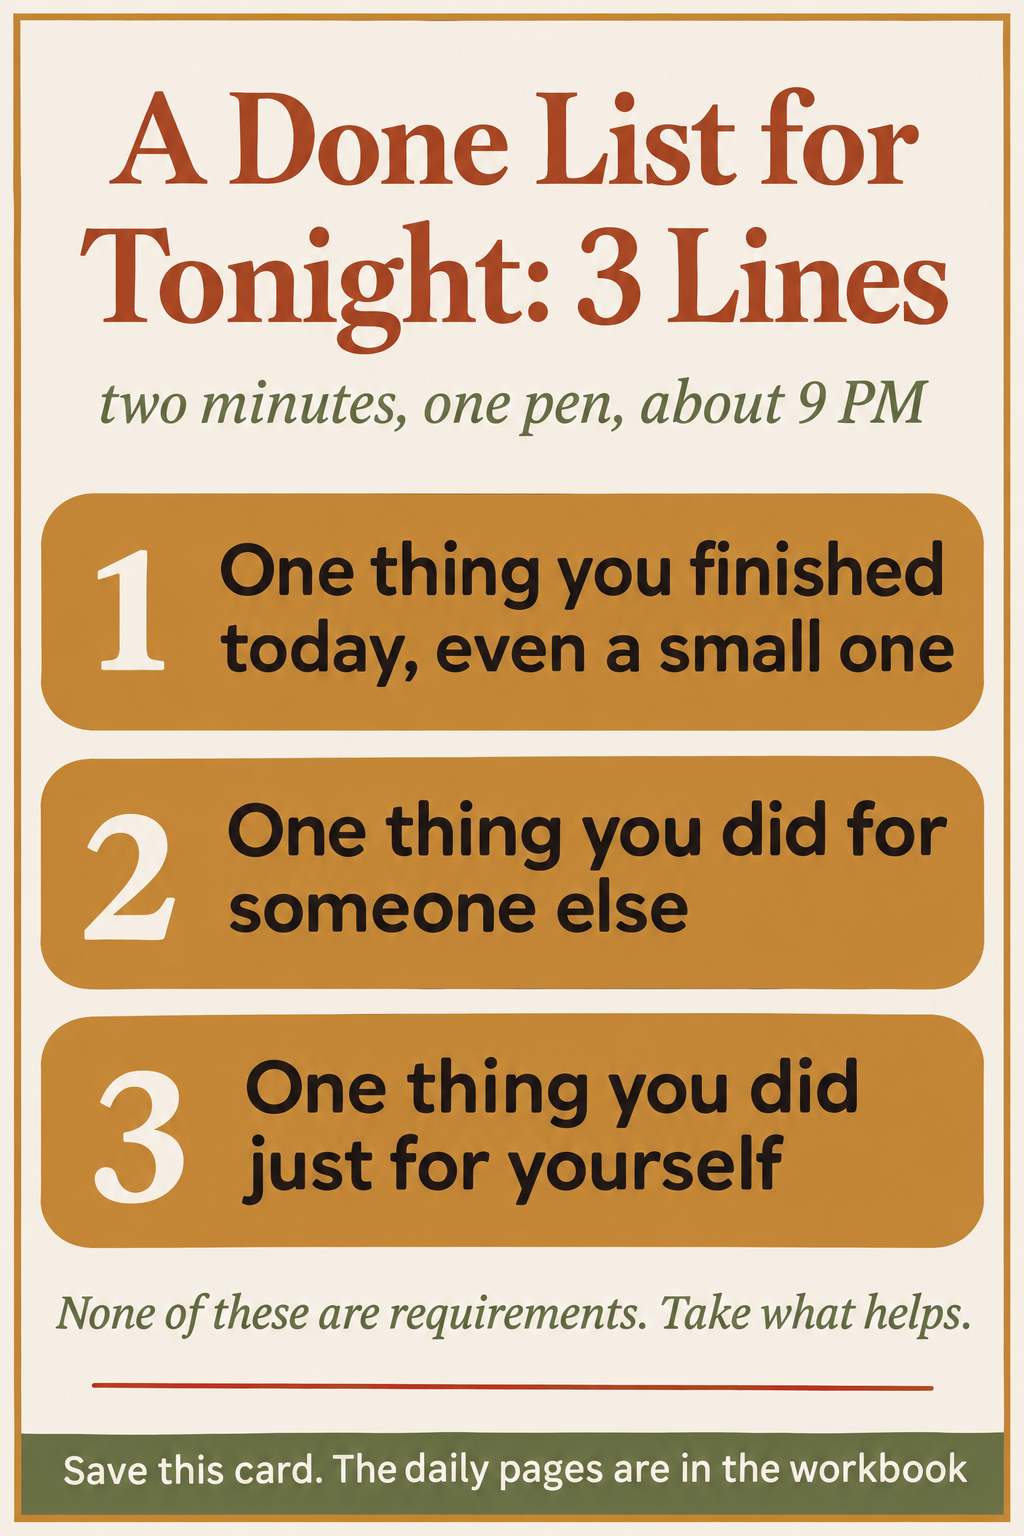 A Done List for
Tonight: 3 Lines
two minutes, one pen, about 9 PM
1
One thing you finished
today, even a small one
2
One thing you did for
someone else
3
One thing you did
just for yourself
None of these are requirements. Take what helps.
Save this card. The daily pages are in the workbook